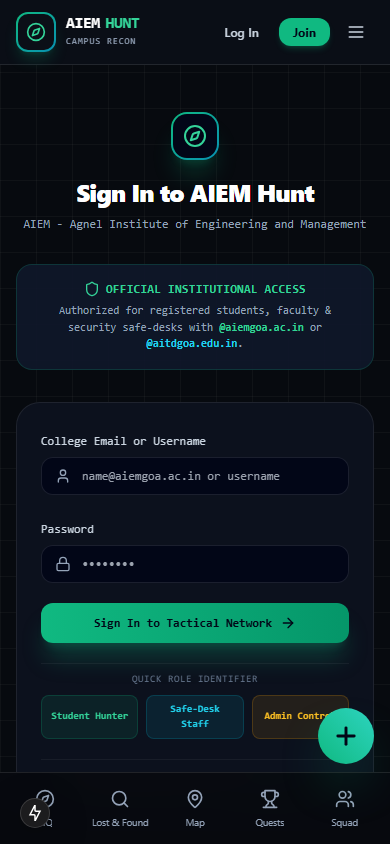 AIEM HUNT
CAMPUS RECON
Log In
Join
Sign In to AIEM Hunt
AIEM - Agnel Institute of Engineering and Management
OFFICIAL INSTITUTIONAL ACCESS
Authorized for registered students, faculty &
security safe-desks with @aiemgoa.ac.in or
@aitdgoa.edu.in.
College Email or Username
name@aiemgoa.ac.in or username
Password
Sign In to Tactical Network
QUICK ROLE IDENTIFIER
Student Hunter
Safe-Desk
Staff
Admin
Lost & Found
Map
Quests
Squad